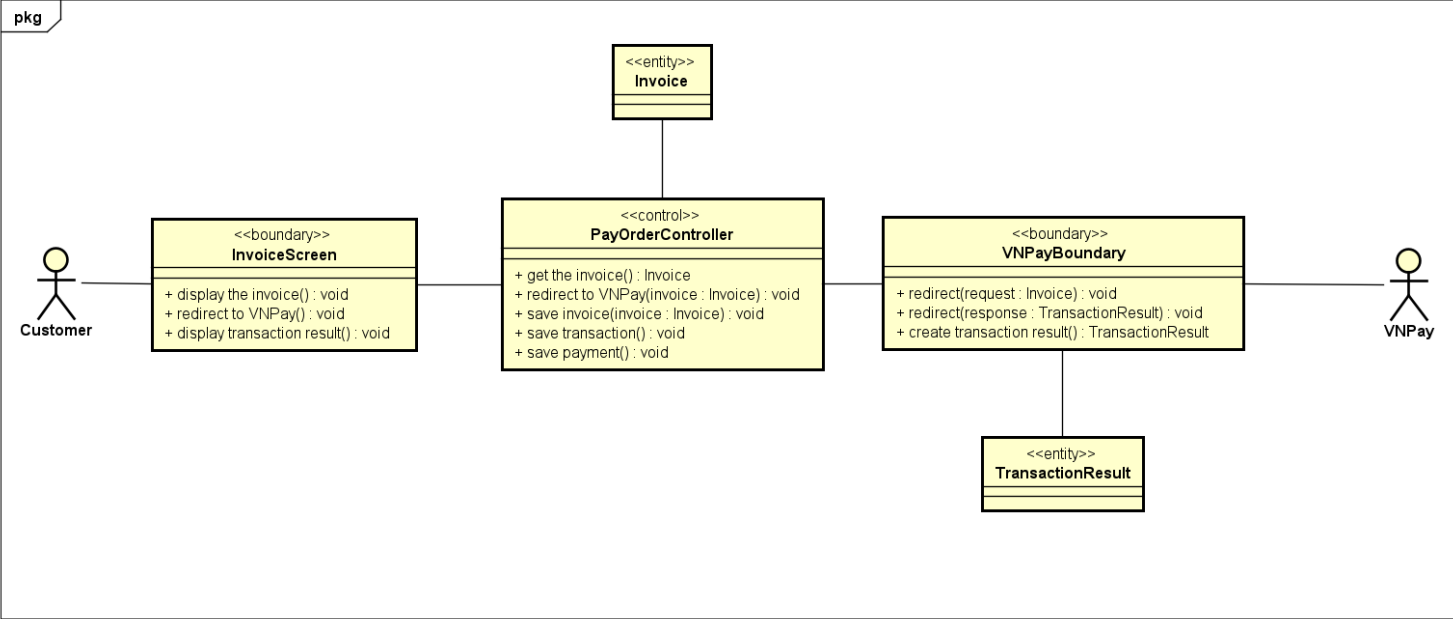 pkg
<<entity>>
Invoice
<<boundary>>
InvoiceScreen
+ display the invoice() : void
+ redirect to VNPay() : void
+ display transaction result() : void
<<control>>
PayOrderController
+ get the invoice() : Invoice
+ redirect to VNPay(invoice : Invoice) : void
+ save invoice(invoice : Invoice) : void
+ save transaction() : void
+ save payment() : void
<<boundary>>
VNPayBoundary
+ redirect(request : Invoice) : void
+ redirect(response : TransactionResult) : void
+ create transaction result() : TransactionResult
Customer
VNPay
<<entity>>
TransactionResult